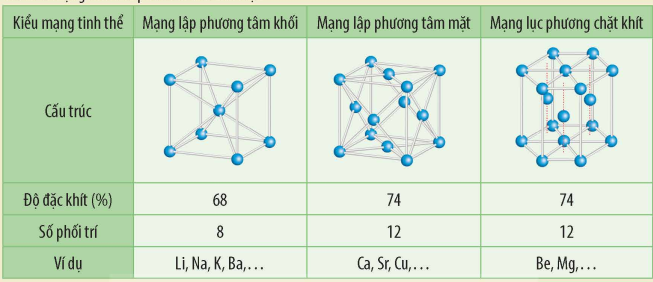 Kiểu mạng tinh thể Mạng lập phương tâm khối Mạng lập phương tâm mặt Mạng lục phương chặt khít
Cấu trúc
Độ đặc khít (%) 68 74 74
Số phối trí 8 12 12
Ví dụ Li, Na, K, Ba,... Ca, Sr, Cu,... Be, Mg,...